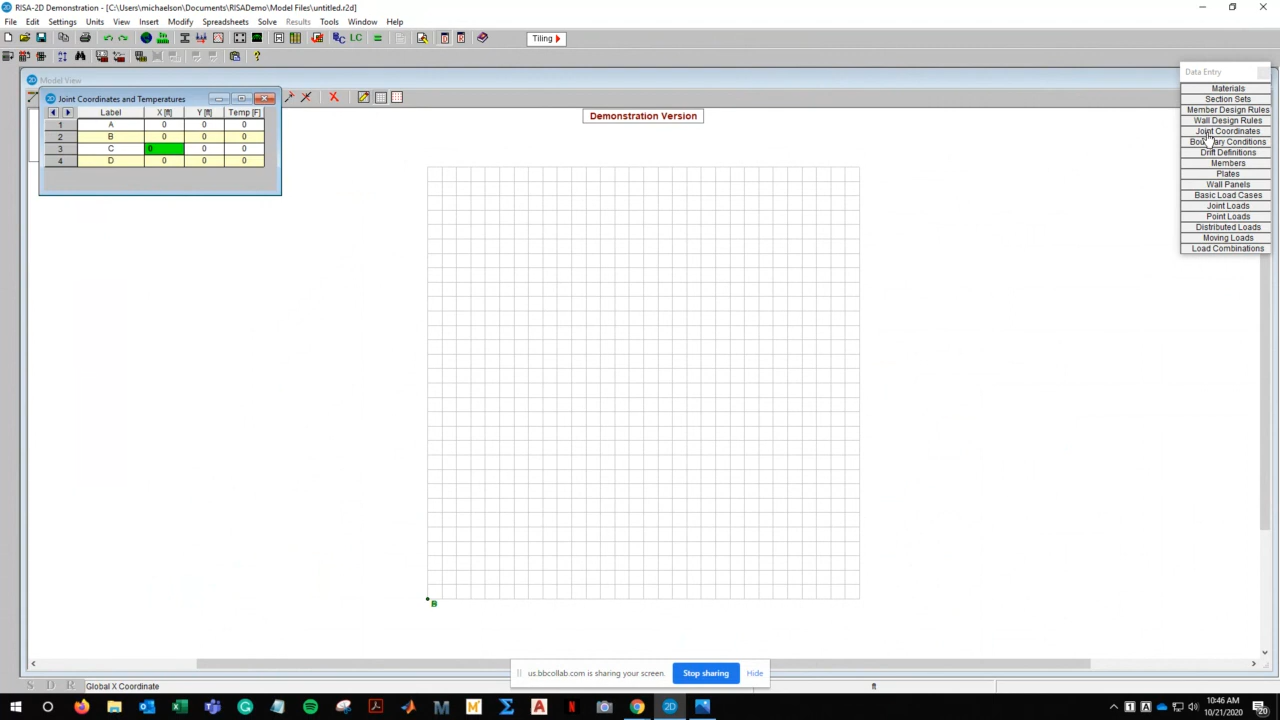 RISA-2D Demonstration - [C:\Users\michaelson\Documents\RISADemo\Model Files\untitled.r2d]
File Edit Settings Units View Insert Modify Spreadsheets Solve Results Tools Window Help
LC Tiling
Model View
Joint Coordinates and Temperatures
Label X [ft] Y [ft] Temp [F]
1 A 0 0 0
2 B 0 0 0
3 C 0 0 0
4 D 0 0 0
Demonstration Version
Data Entry
Materials
Section Sets
Member Design Rules
Wall Design Rules
Joint Coordinates
Boundary Conditions
Drift Definitions
Members
Plates
Wall Panels
Basic Load Cases
Joint Loads
Point Loads
Distributed Loads
Moving Loads
Load Combinations
us.bbcollab.com is sharing your screen. Stop sharing Hide
S D R Global X Coordinate ft
10:46 AM
10/21/2020
20